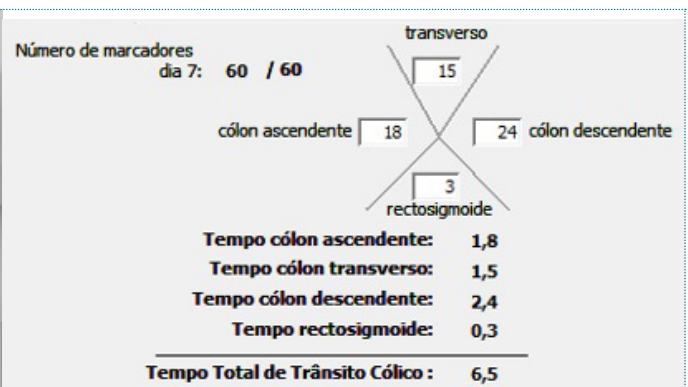 transverso
Número de marcadores
dia 7: 60 / 60
15
cólon ascendente 18
24 cólon descendente
3
rectosigmoide
Tempo cólon ascendente: 1,8
Tempo cólon transverso: 1,5
Tempo cólon descendente: 2,4
Tempo rectosigmoide: 0,3
Tempo Total de Trânsito Cólico : 6,5